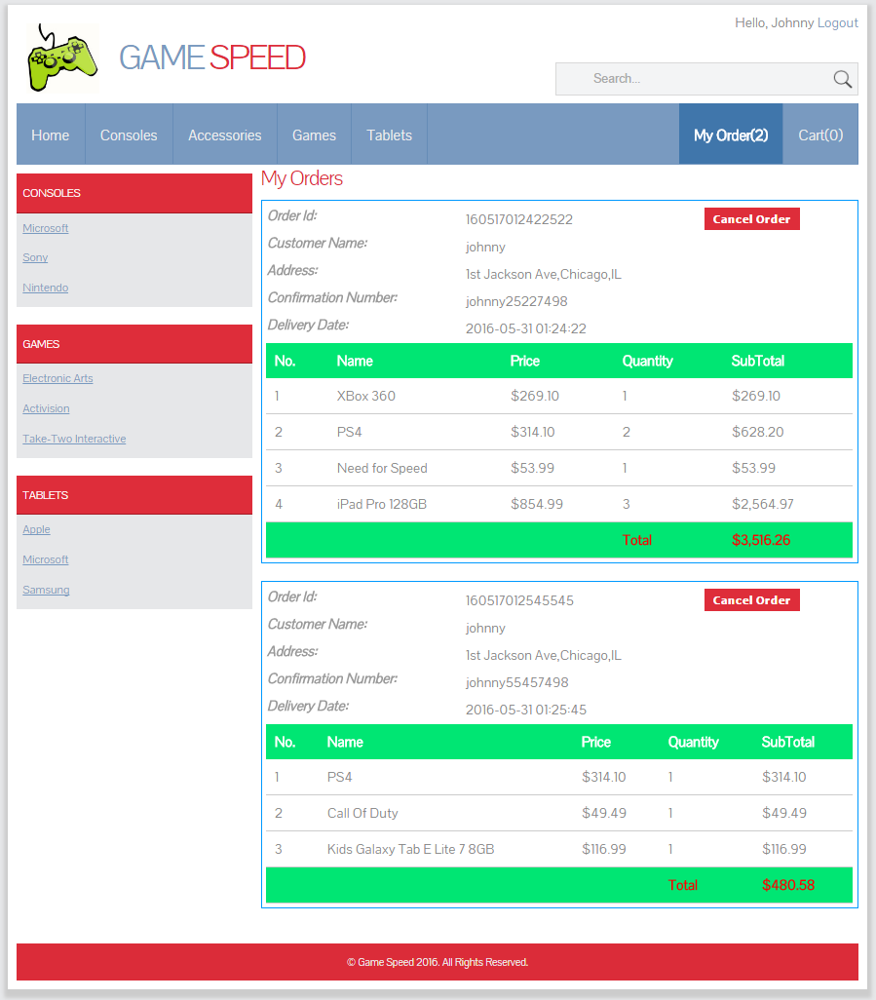 Hello, Johnny Logout
GAME SPEED
Search...
Home Consoles Accessories Games Tablets My Order(2) Cart(0)
CONSOLES
Microsoft
Sony
Nintendo
GAMES
Electronic Arts
Activision
Take-Two Interactive
TABLETS
Apple
Microsoft
Samsung
My Orders
Order Id: 160517012422522 Cancel Order
Customer Name: johnny
Address: 1st Jackson Ave,Chicago,IL
Confirmation Number: johnny25227498
Delivery Date: 2016-05-31 01:24:22
No. Name Price Quantity SubTotal
1 XBox 360 $269.10 1 $269.10
2 PS4 $314.10 2 $628.20
3 Need for Speed $53.99 1 $53.99
4 iPad Pro 128GB $854.99 3 $2,564.97
Total $3,516.26
Order Id: 160517012545545 Cancel Order
Customer Name: johnny
Address: 1st Jackson Ave,Chicago,IL
Confirmation Number: johnny55457498
Delivery Date: 2016-05-31 01:25:45
No. Name Price Quantity SubTotal
1 PS4 $314.10 1 $314.10
2 Call Of Duty $49.49 1 $49.49
3 Kids Galaxy Tab E Lite 7 8GB $116.99 1 $116.99
Total $480.58
© Game Speed 2016. All Rights Reserved.